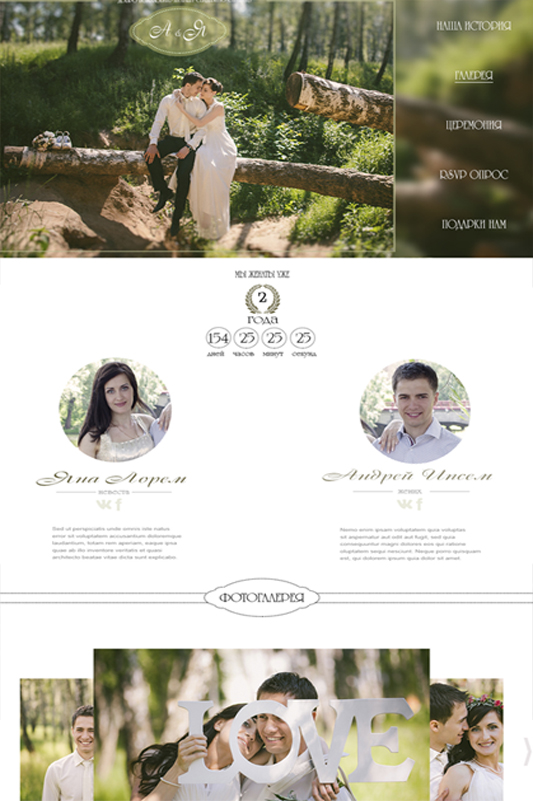 А & Я
НАША ИСТОРИЯ
ГАЛЕРЕЯ
ЦЕРЕМОНИЯ
RSVP ОПРОС
ПОДАРКИ НАМ
МЫ ЖЕНАТЫ УЖЕ
2
года
154 25 25 25
дней часов минут секунд
Яна Лорем
невеста
Sed ut perspiciatis unde omnis iste natus
error sit voluptatem accusantium doloremque
laudantium, totam rem aperiam, eaque ipsa
quae ab illo inventore veritatis et quasi
architecto beatae vitae dicta sunt explicabo.
Андрей Ипсем
жених
Nemo enim ipsam voluptatem quia voluptas
sit aspernatur aut odit aut fugit, sed quia
consequuntur magni dolores eos qui ratione
voluptatem sequi nesciunt. Neque porro quisquam
est, qui dolorem ipsum quia dolor sit amet.
ФОТОГАЛЛЕРЕЯ
LOVE